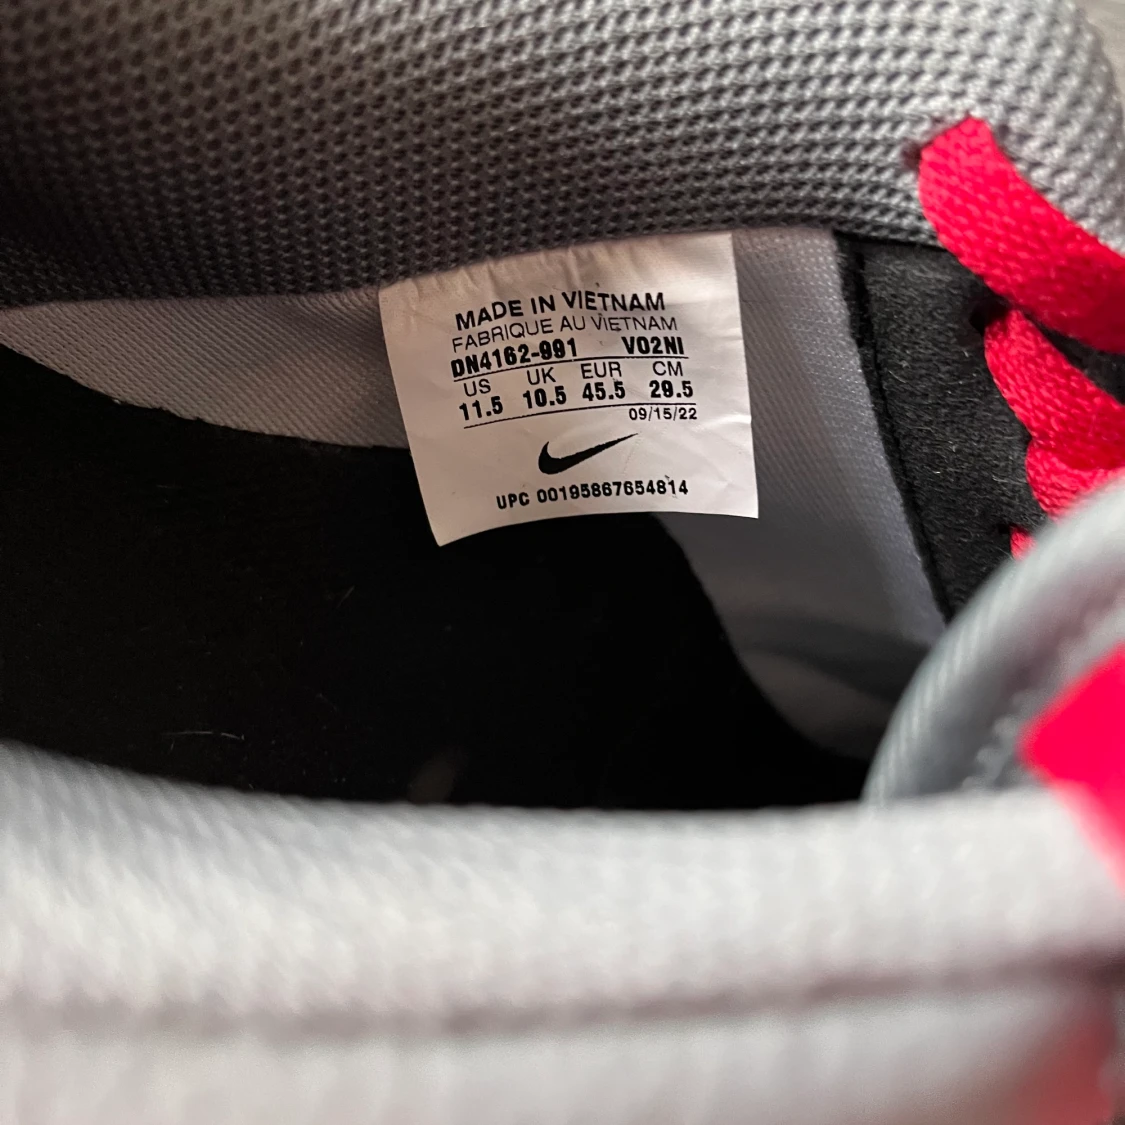 MADE IN VIETNAM
FABRIQUE AU VIETNAM
DN4162-991 V02NI
US UK EUR CM
11.5 10.5 45.5 29.5
09/15/22
UPC 00195867654814